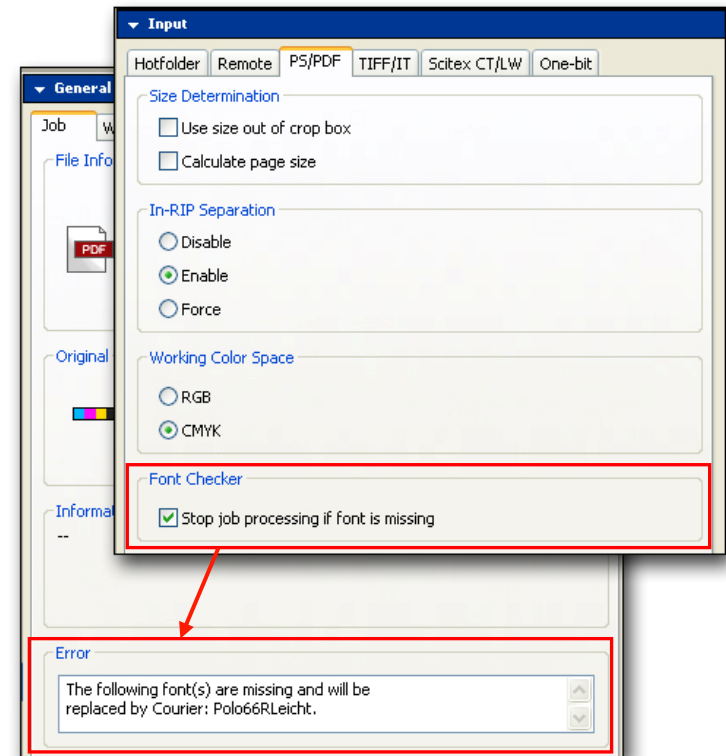 Input
Hotfolder Remote PS/PDF TIFF/IT Scitex CT/LW One-bit
Size Determination
Use size out of crop box
Calculate page size
In-RIP Separation
Disable
Enable
Force
Working Color Space
RGB
CMYK
Font Checker
Stop job processing if font is missing
General
Job W
File Info
PDF
Original
Informat
--
Error
The following font(s) are missing and will be
replaced by Courier: Polo66RLeicht.